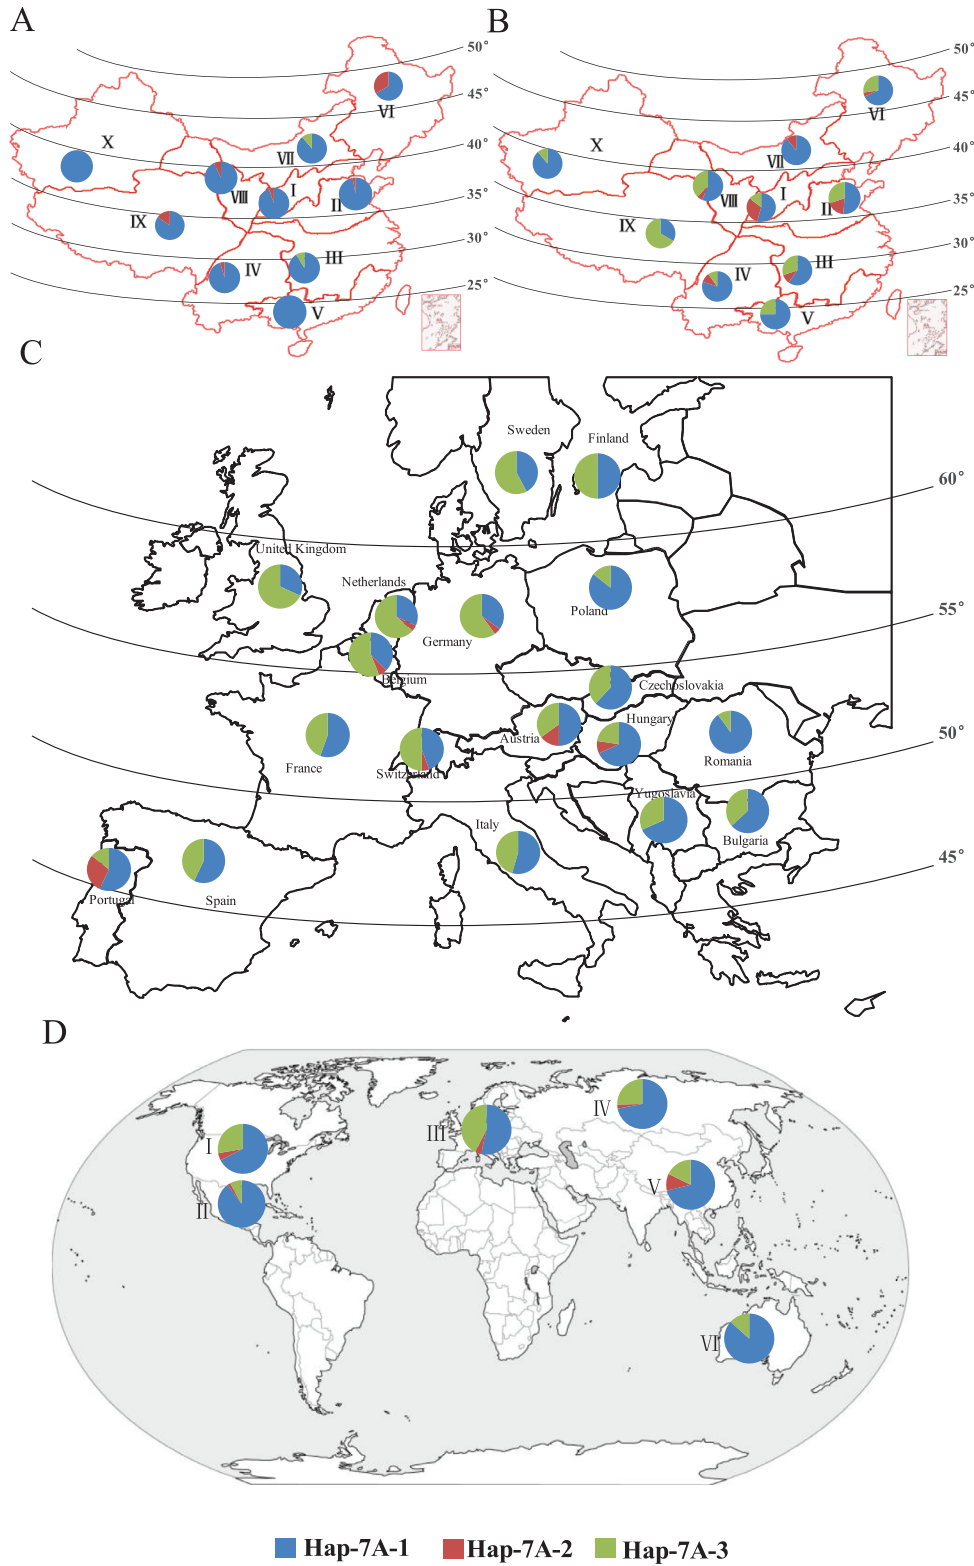 A
B
50°
45°
40°
35°
30°
25°
VI
X
VII
VIII
I
II
IX
IV
III
V
50°
45°
40°
35°
30°
25°
VI
X
VII
VIII
I
II
IX
IV
III
V
C
Sweden
Finland
60°
United Kingdom
Netherlands
Poland
55°
Germany
Belgium
Czechoslovakia
Hungary
Austria
50°
Romania
France
Switzerland
Yugoslavia
Italy
Bulgaria
45°
Portugal
Spain
D
IV
III
I
V
II
VI
Hap-7A-1 Hap-7A-2 Hap-7A-3